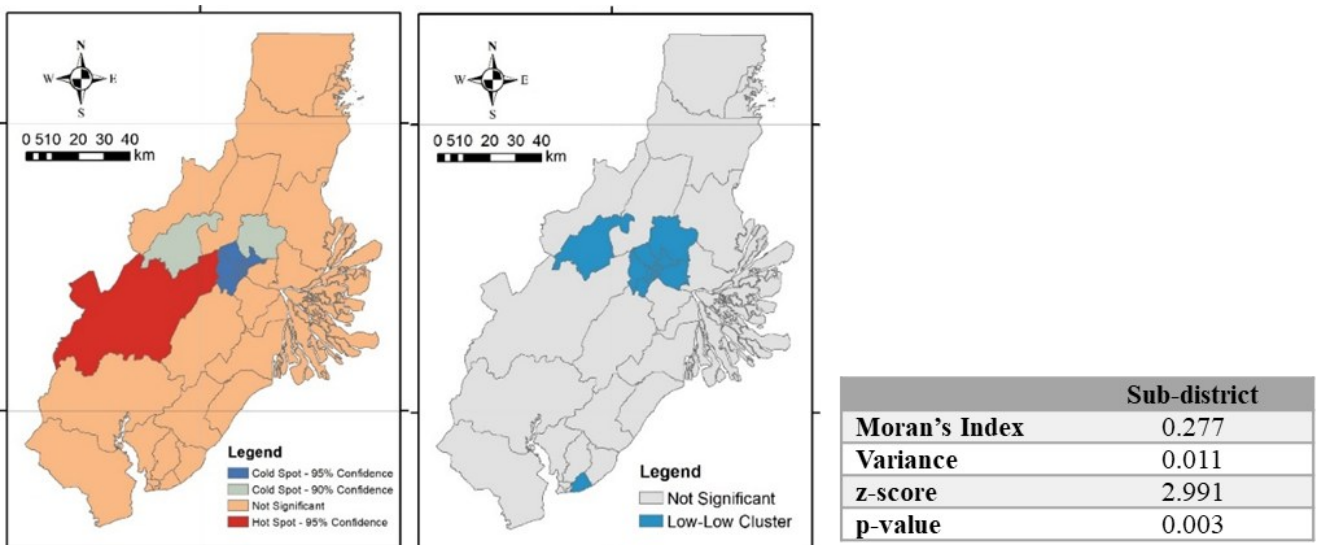 N
W E
S
0 510 20 30 40
km
Legend
Cold Spot - 95% Confidence
Cold Spot - 90% Confidence
Not Significant
Hot Spot - 95% Confidence
N
W E
S
0 510 20 30 40
km
Legend
Not Significant
Low-Low Cluster
Sub-district
Moran's Index 0.277
Variance 0.011
z-score 2.991
p-value 0.003